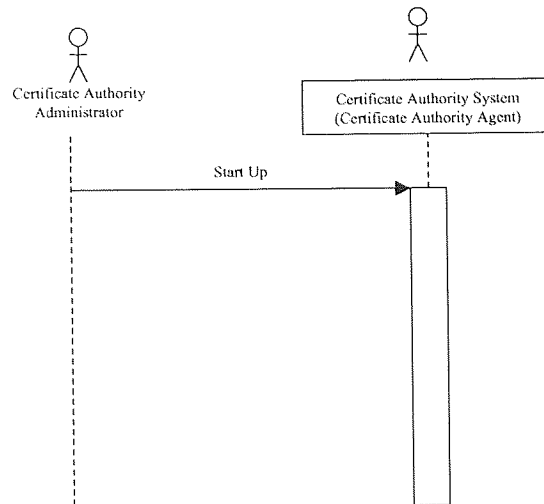 Certificate Authority
Administrator
Certificate Authority System
(Certificate Authority Agent)
Start Up